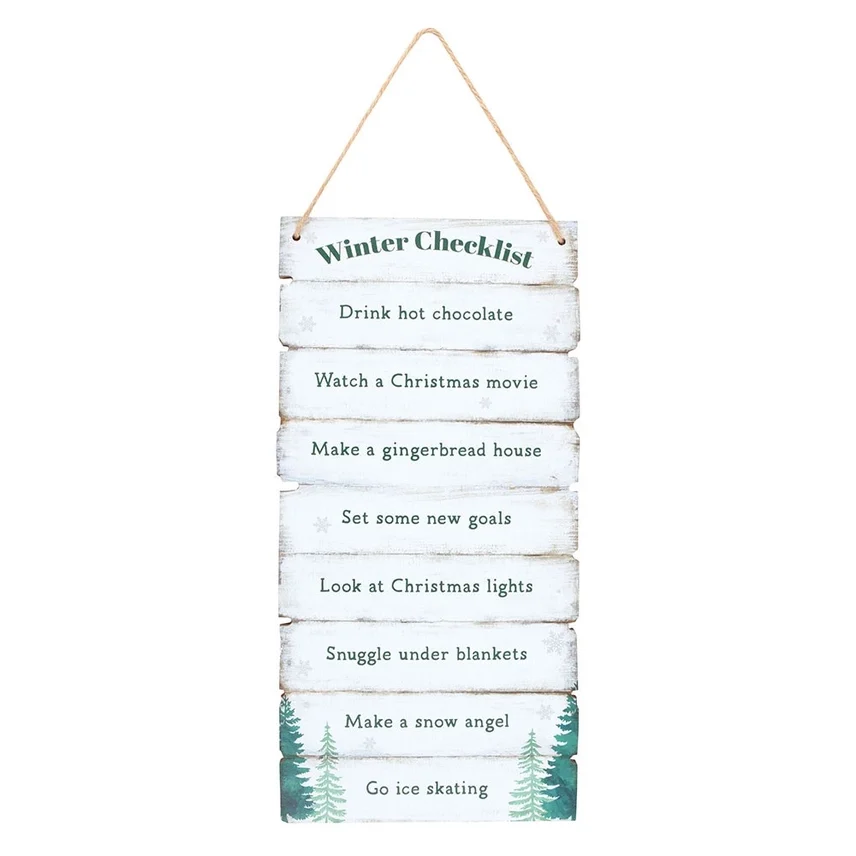 Winter Checklist
Drink hot chocolate
Watch a Christmas movie
Make a gingerbread house
Set some new goals
Look at Christmas lights
Snuggle under blankets
Make a snow angel
Go ice skating